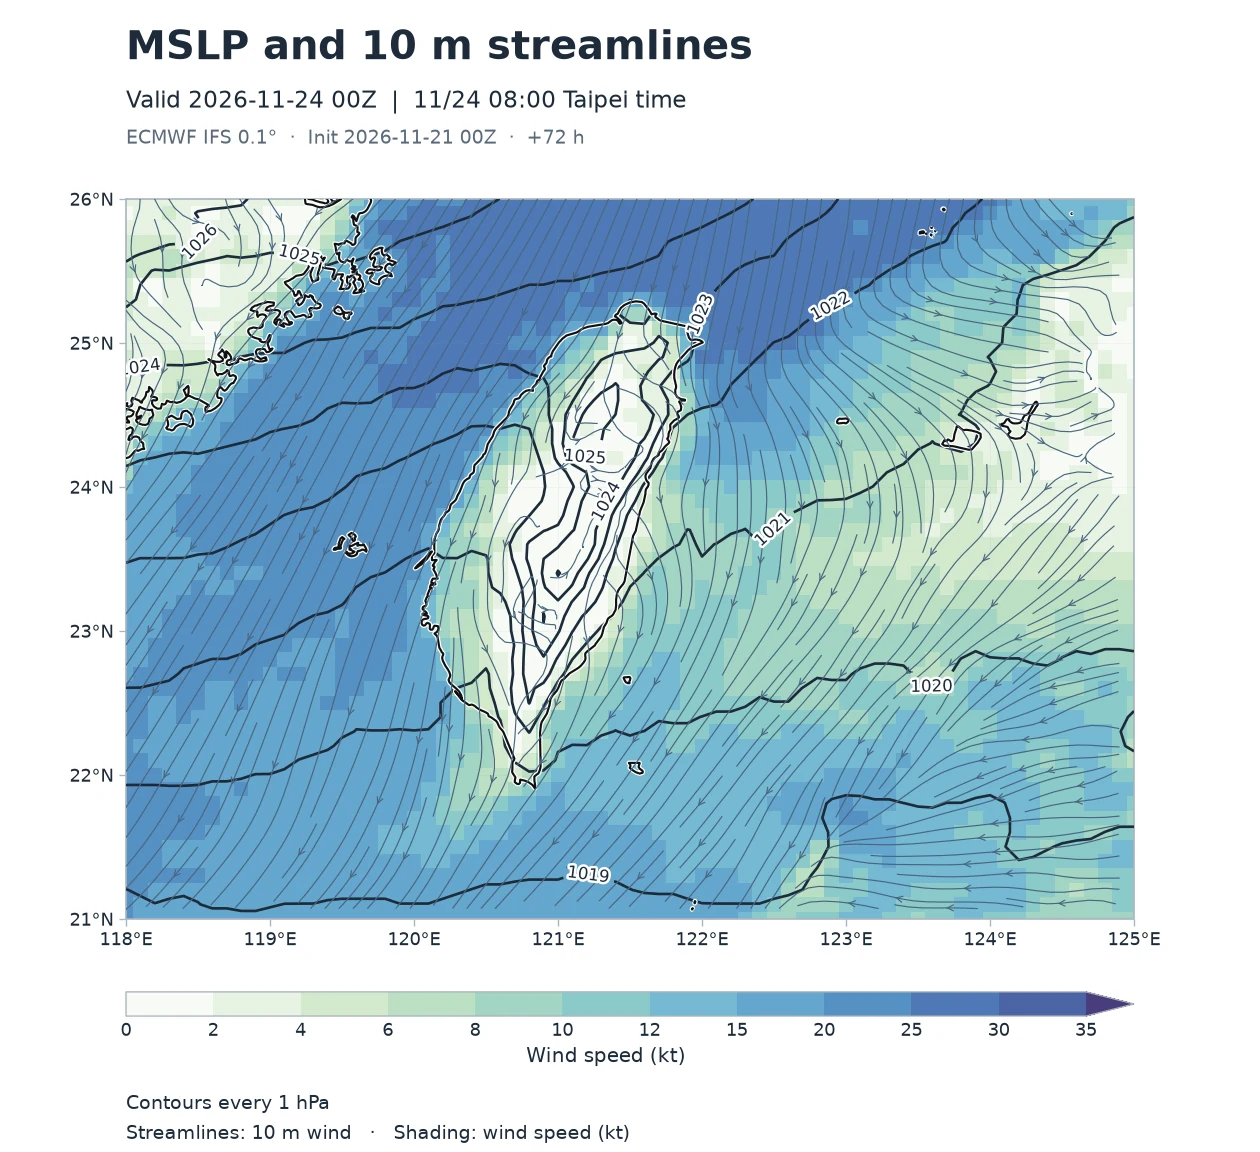 MSLP and 10 m streamlines
Valid 2026-11-24 00Z | 11/24 08:00 Taipei time
ECMWF IFS 0.1° · Init 2026-11-21 00Z · +72 h
26°N
25°N
24°N
23°N
22°N
21°N
1026
1025
1023
1022
1024
1025
1024
1021
1020
1019
118°E 119°E 120°E 121°E 122°E 123°E 124°E 125°E
0 2 4 6 8 10 12 15 20 25 30 35
Wind speed (kt)
Contours every 1 hPa
Streamlines: 10 m wind · Shading: wind speed (kt)